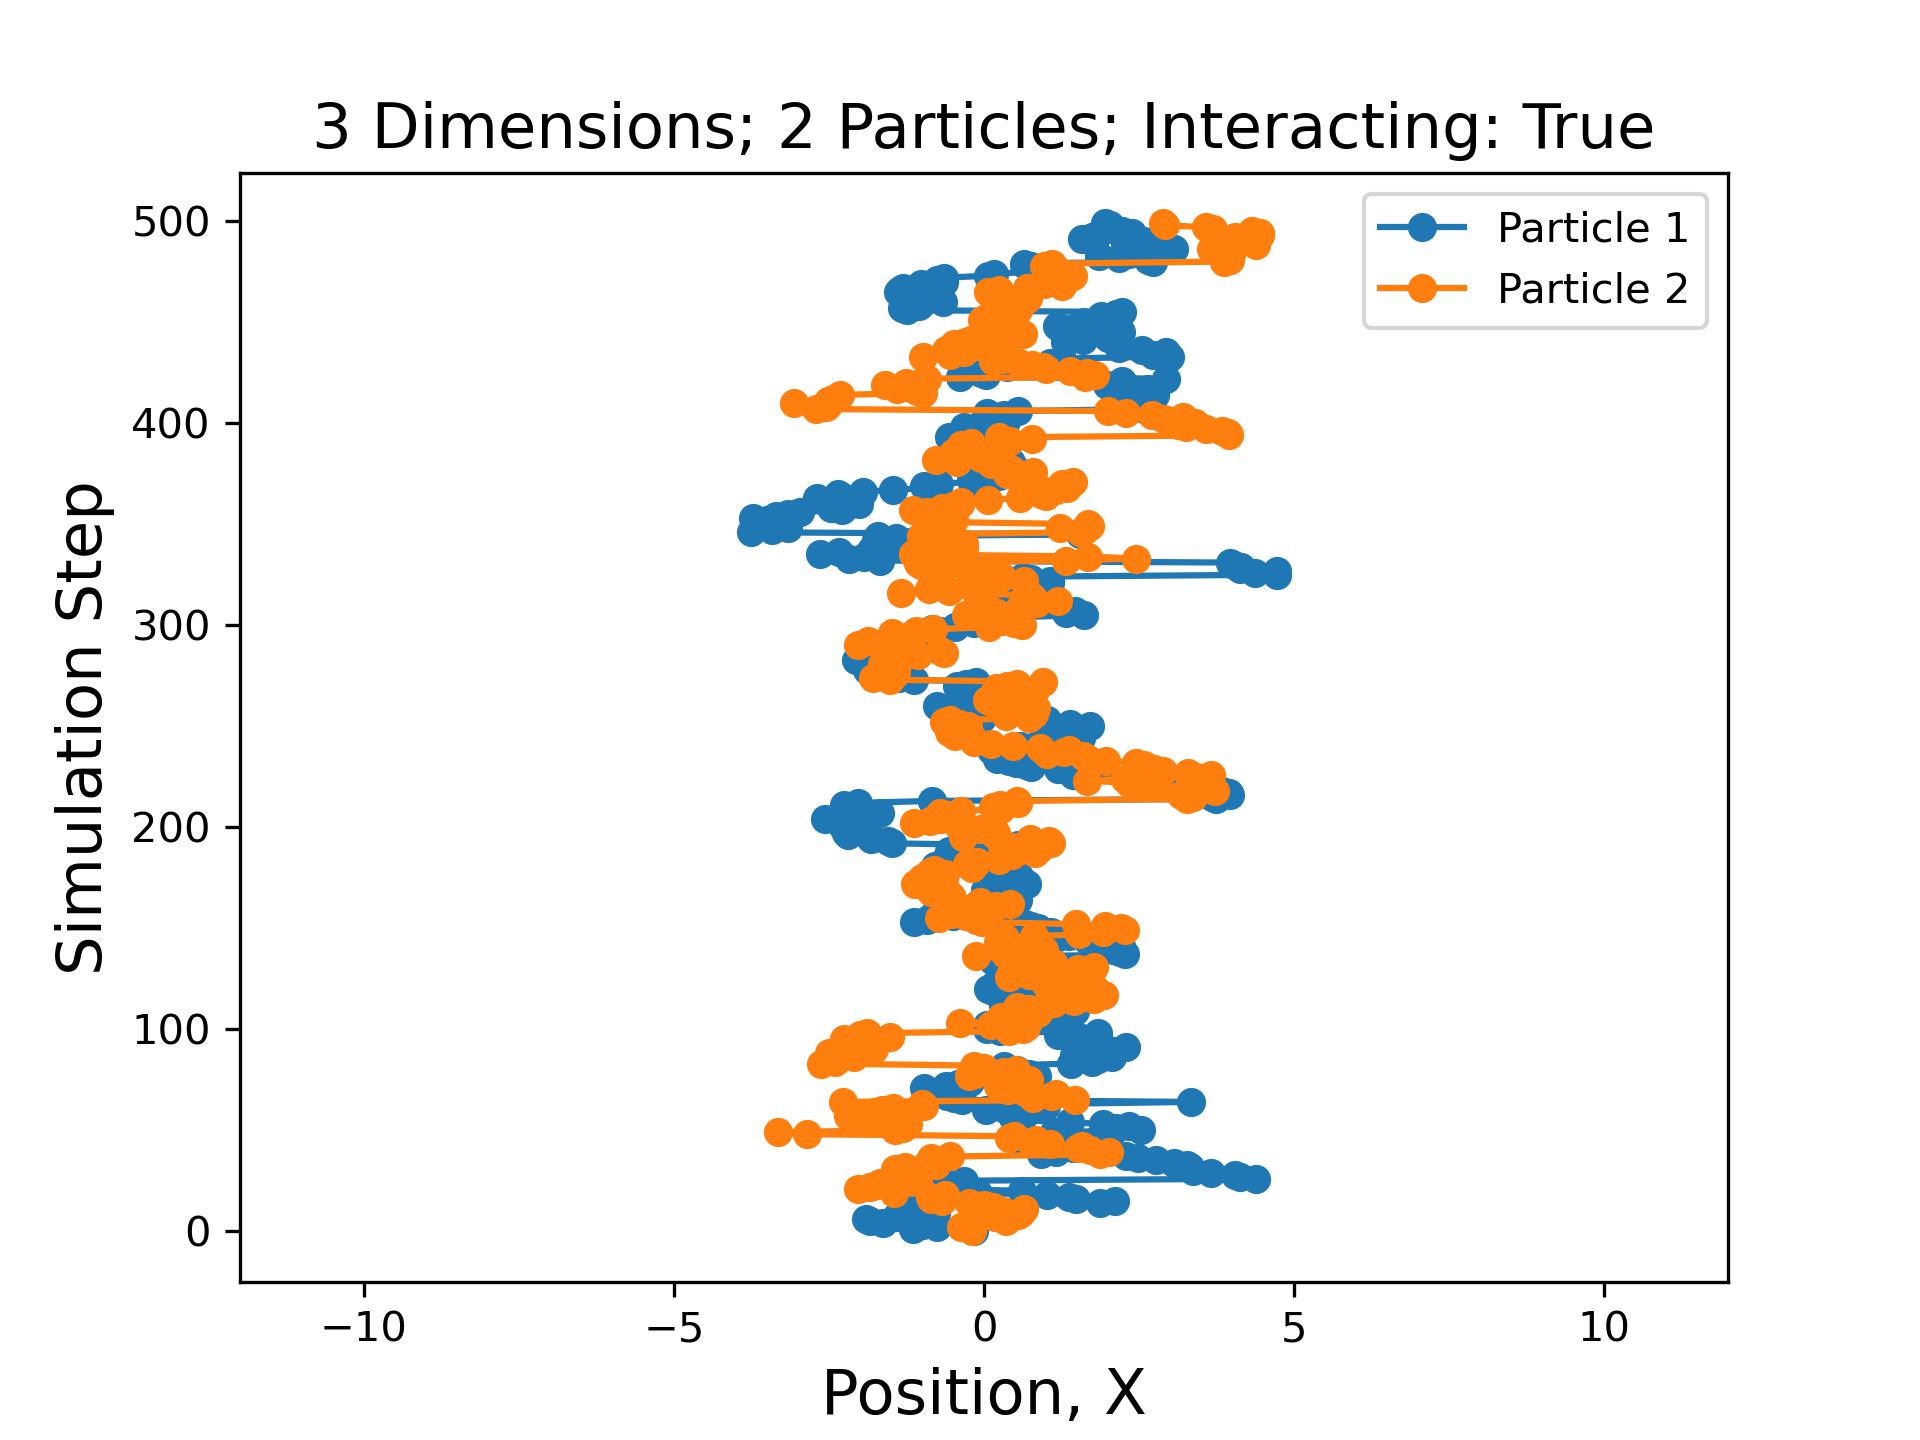 3 Dimensions; 2 Particles; Interacting: True
Particle 1
Particle 2
Simulation Step
500
400
300
200
100
0
−10
−5
0
5
10
Position, X